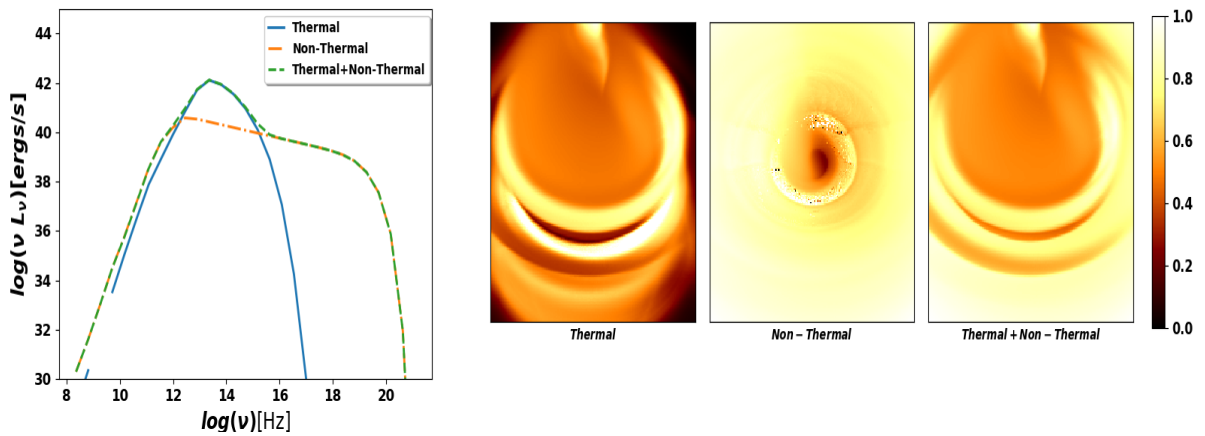 log(ν Lν)[ergs/s]
44
42
40
38
36
34
32
30
8 10 12 14 16 18 20
log(ν)[Hz]
Thermal
Non-Thermal
Thermal+Non-Thermal
Thermal
Non − Thermal
Thermal + Non − Thermal
1.0
0.8
0.6
0.4
0.2
0.0